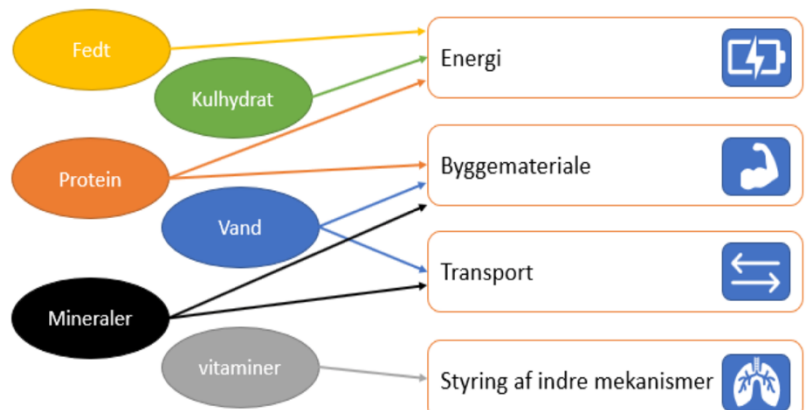 Fedt
Kulhydrat
Protein
Vand
Mineraler
vitaminer
Energi
Byggemateriale
Transport
Styring af indre mekanismer